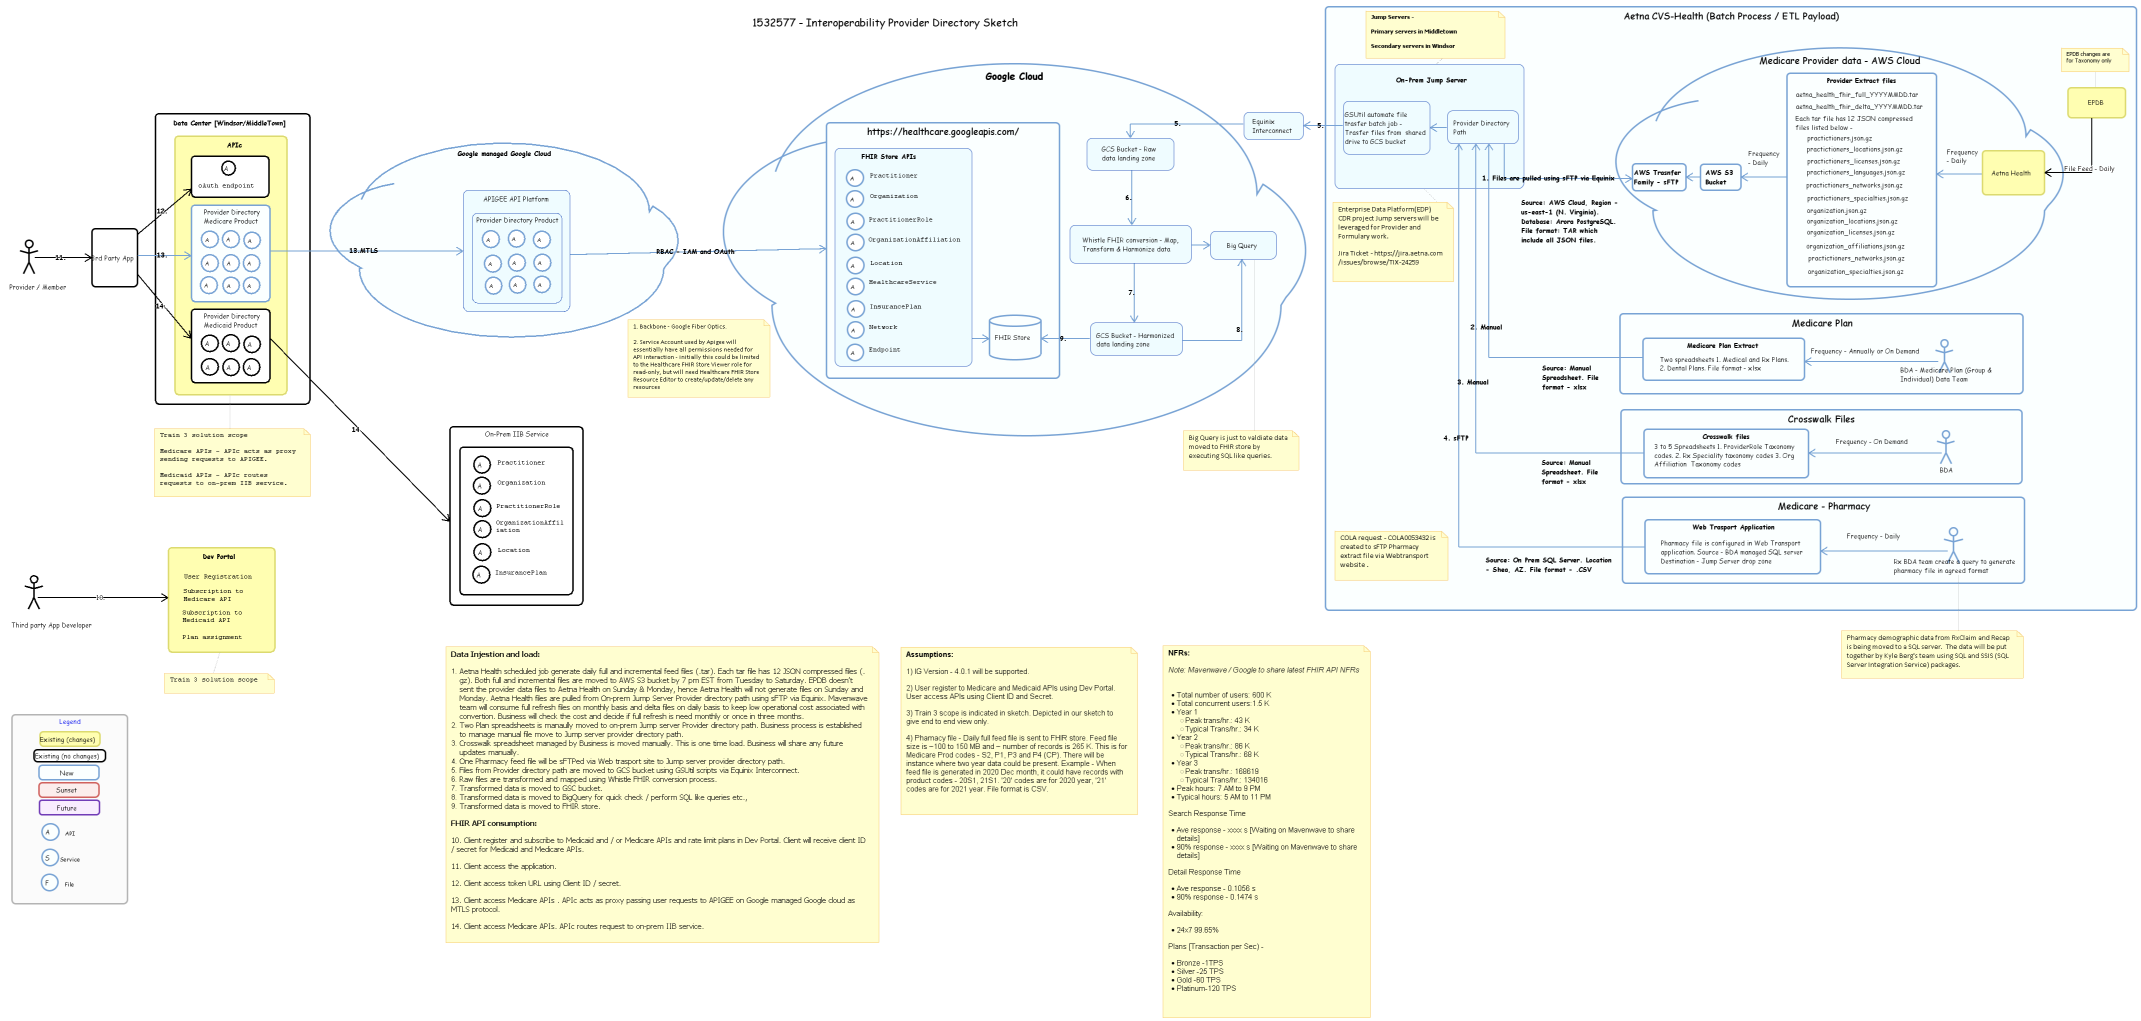 1532577 - Interoperability Provider Directory Sketch
Data Center [Windsor/MiddleTown]
APIc
A
oAuth endpoint
Provider Directory
Medicare Product
A A A
A A A
A A A
Provider Directory
Medicaid Product
A A A
A A A
Provider / Member
11.
3rd Party App
12.
13.
14.
Train 3 solution scope
Medicare APIs - APIc acts as proxy
sending requests to APIGEE.
Medicaid APIs - APIc routes
requests to on-prem IIB service.
13.MTLS
Google managed Google Cloud
APIGEE API Platform
Provider Directory Product
A A A
A A A
A A A
RBAC - IAM and OAuth
1. Backbone - Google Fiber Optics.
2. Service Account used by Apigee will
essentially have all permissions needed for
API interaction - initially this could be limited
to the Healthcare FHIR Store Viewer role for
read-only, but will need Healthcare FHIR Store
Resource Editor to create/update/delete any
resources
14.
On-Prem IIB Service
A Practitioner
A Organization
A PractitionerRole
A OrganizationAffil
iation
A Location
A InsurancePlan
Google Cloud
https://healthcare.googleapis.com/
FHIR Store APIs
A Practitioner
A Organization
A PractitionerRole
A OrganizationAffiliation
A Location
A HealthcareService
A InsurancePlan
A Network
A Endpoint
FHIR Store
9.
GCS Bucket - Raw
data landing zone
6.
Whistle FHIR conversion - Map,
Transform & Harmonize data
Big Query
7.
GCS Bucket - Harmonized
data landing zone
8.
Big Query is just to valdiate data
moved to FHIR store by
executing SQL like queries.
5.
Equinix
Interconnect
5.
Aetna CVS-Health (Batch Process / ETL Payload)
Jump Servers -
Primary servers in Middletown
Secondary servers in Windsor
On-Prem Jump Server
GSUtil automate file
trasfer batch job -
Trasfer files from shared
drive to GCS bucket
Provider Directory
Path
1. Files are pulled using sFTP via Equinix
Enterprise Data Platform(EDP)
CDR project Jump servers will be
leveraged for Provider and
Formulary work.
Jira Ticket - https://jira.aetna.com
/issues/browse/TIX-24259
Source: AWS Cloud, Region -
us-east-1 (N. Virginia).
Database: Arora PostgreSQL.
File format: TAR which
include all JSON files.
Medicare Provider data - AWS Cloud
AWS Trasnfer
Family - sFTP
AWS S3
Bucket
Frequency
- Daily
Provider Extract files
aetna_health_fhir_full_YYYYMMDD.tar
aetna_health_fhir_delta_YYYYMMDD.tar
Each tar file has 12 JSON compressed
files listed below -
practictioners.json.gz
practictioners_locations.json.gz
practictioners_licenses.json.gz
practictioners_languages.json.gz
practictioners_networks.json.gz
practictioners_specialties.json.gz
organization.json.gz
organization_locations.json.gz
organization_licenses.json.gz
organization_affiliations.json.gz
practictioners_networks.json.gz
organization_specialties.json.gz
Frequency
- Daily
Aetna Health
EPDB changes are
for Taxonomy only
EPDB
File Feed - Daily
2. Manual
3. Manual
4. sFTP
Medicare Plan
Medicare Plan Extract
Two spreadsheets 1. Medical and Rx Plans.
2. Dental Plans. File format - xlsx
Frequency - Annually or On Demand
BDA - Medicare Plan (Group &
Individual) Data Team
Source: Manual
Spreadsheet. File
format - xlsx
Crosswalk Files
Crosswalk files
3 to 5 Spreadsheets 1. ProviderRole Taxonomy
codes. 2. Rx Speciality taxonomy codes 3. Org
Affiliation Taxonomy codes
Frequency - On Demand
BDA
Source: Manual
Spreadsheet. File
format - xlsx
Medicare - Pharmacy
Web Trasport Application
Pharmacy file is configured in Web Transport
application. Source - BDA managed SQL server
Destination - Jump Server drop zone
Frequency - Daily
Rx BDA team create a query to generate
pharmacy file in agreed format
Source: On Prem SQL Server. Location
- Shea, AZ. File format - .CSV
COLA request - COLA0053432 is
created to sFTP Pharmacy
extract file via Webtransport
website .
Pharmacy demographic data from RxClaim and Recap
is being moved to a SQL server. The data will be put
together by Kyle Berg's team using SQL and SSIS (SQL
Server Integration Service) packages.
Third party App Developer
10.
Dev Portal
User Registration
Subscription to
Medicare API
Subscription to
Medicaid API
Plan assignment
Train 3 solution scope
Legend
Existing (changes)
Existing (no changes)
New
Sunset
Future
A API
S Service
F File
Data Injestion and load:
1. Aetna Health scheduled job generate daily full and incremental feed files (.tar). Each tar file has 12 JSON compressed files (.
gz). Both full and incremental files are moved to AWS S3 bucket by 7 pm EST from Tuesday to Saturday. EPDB doesn't
sent the provider data files to Aetna Health on Sunday & Monday, hence Aetna Health will not generate files on Sunday and
Monday. Aetna Health files are pulled from On-prem Jump Server Provider directory path using sFTP via Equinix. Mavenwave
team will consume full refresh files on monthly basis and delta files on daily basis to keep low operational cost associated with
convertion. Business will check the cost and decide if full refresh is need monthly or once in three months.
2. Two Plan spreadsheets is manaully moved to on-prem Jump server Provider directory path. Business process is established
to manage manual file move to Jump server provider directory path.
3. Crosswalk spreadsheet managed by Business is moved manually. This is one time load. Business will share any future
updates manually.
4. One Pharmacy feed file will be sFTPed via Web trasport site to Jump server provider directory path.
5. Files from Provider directory path are moved to GCS bucket using GSUtil scripts via Equinix Interconnect.
6. Raw files are transformed and mapped using Whistle FHIR conversion process.
7. Transformed data is moved to GSC bucket.
8. Transformed data is moved to BigQuery for quick check / perform SQL like queries etc.,
9. Transformed data is moved to FHIR store.
FHIR API consumption:
10. Client register and subscribe to Medicaid and / or Medicare APIs and rate limit plans in Dev Portal. Client will receive client ID
/ secret for Medicaid and Medicare APIs.
11. Client access the application.
12. Client access token URL using Client ID / secret.
13. Client access Medicare APIs . APIc acts as proxy passing user requests to APIGEE on Google managed Google cloud as
MTLS protocol.
14. Client access Medicare APIs. APIc routes request to on-prem IIB service.
Assumptions:
1) IG Version - 4.0.1 will be supported.
2) User register to Medicare and Medicaid APIs using Dev Portal.
User access APIs using Client ID and Secret.
3) Train 3 scope is indicated in sketch. Depicted in our sketch to
give end to end view only.
4) Phamacy file - Daily full feed file is sent to FHIR store. Feed file
size is ~100 to 150 MB and ~ number of records is 265 K. This is for
Medicare Prod codes - S2, P1, P3 and P4 (CP). There will be
instance where two year data could be present. Example - When
feed file is generated in 2020 Dec month, it could have records with
product codes - 20S1, 21S1. '20' codes are for 2020 year, '21'
codes are for 2021 year. File format is CSV.
NFRs:
Note: Mavenwave / Google to share latest FHIR API NFRs
• Total number of users: 600 K
• Total concurrent users: 1.5 K
• Year 1
○ Peak trans/hr.: 43 K
○ Typical Trans/hr.: 34 K
• Year 2
○ Peak trans/hr.: 86 K
○ Typical Trans/hr.: 68 K
• Year 3
○ Peak trans/hr.: 168619
○ Typical Trans/hr.: 134016
• Peak hours: 7 AM to 9 PM
• Typical hours: 5 AM to 11 PM
Search Response Time
• Ave response - xxxx s [Waiting on Mavenwave to share
details]
• 90% response - xxxx s [Waiting on Mavenwave to share
details]
Detail Response Time
• Ave response - 0.1056 s
• 90% response - 0.1474 s
Availability:
• 24x7 99.65%
Plans [Transaction per Sec) -
• Bronze -1TPS
• Silver -25 TPS
• Gold -60 TPS
• Platinum-120 TPS